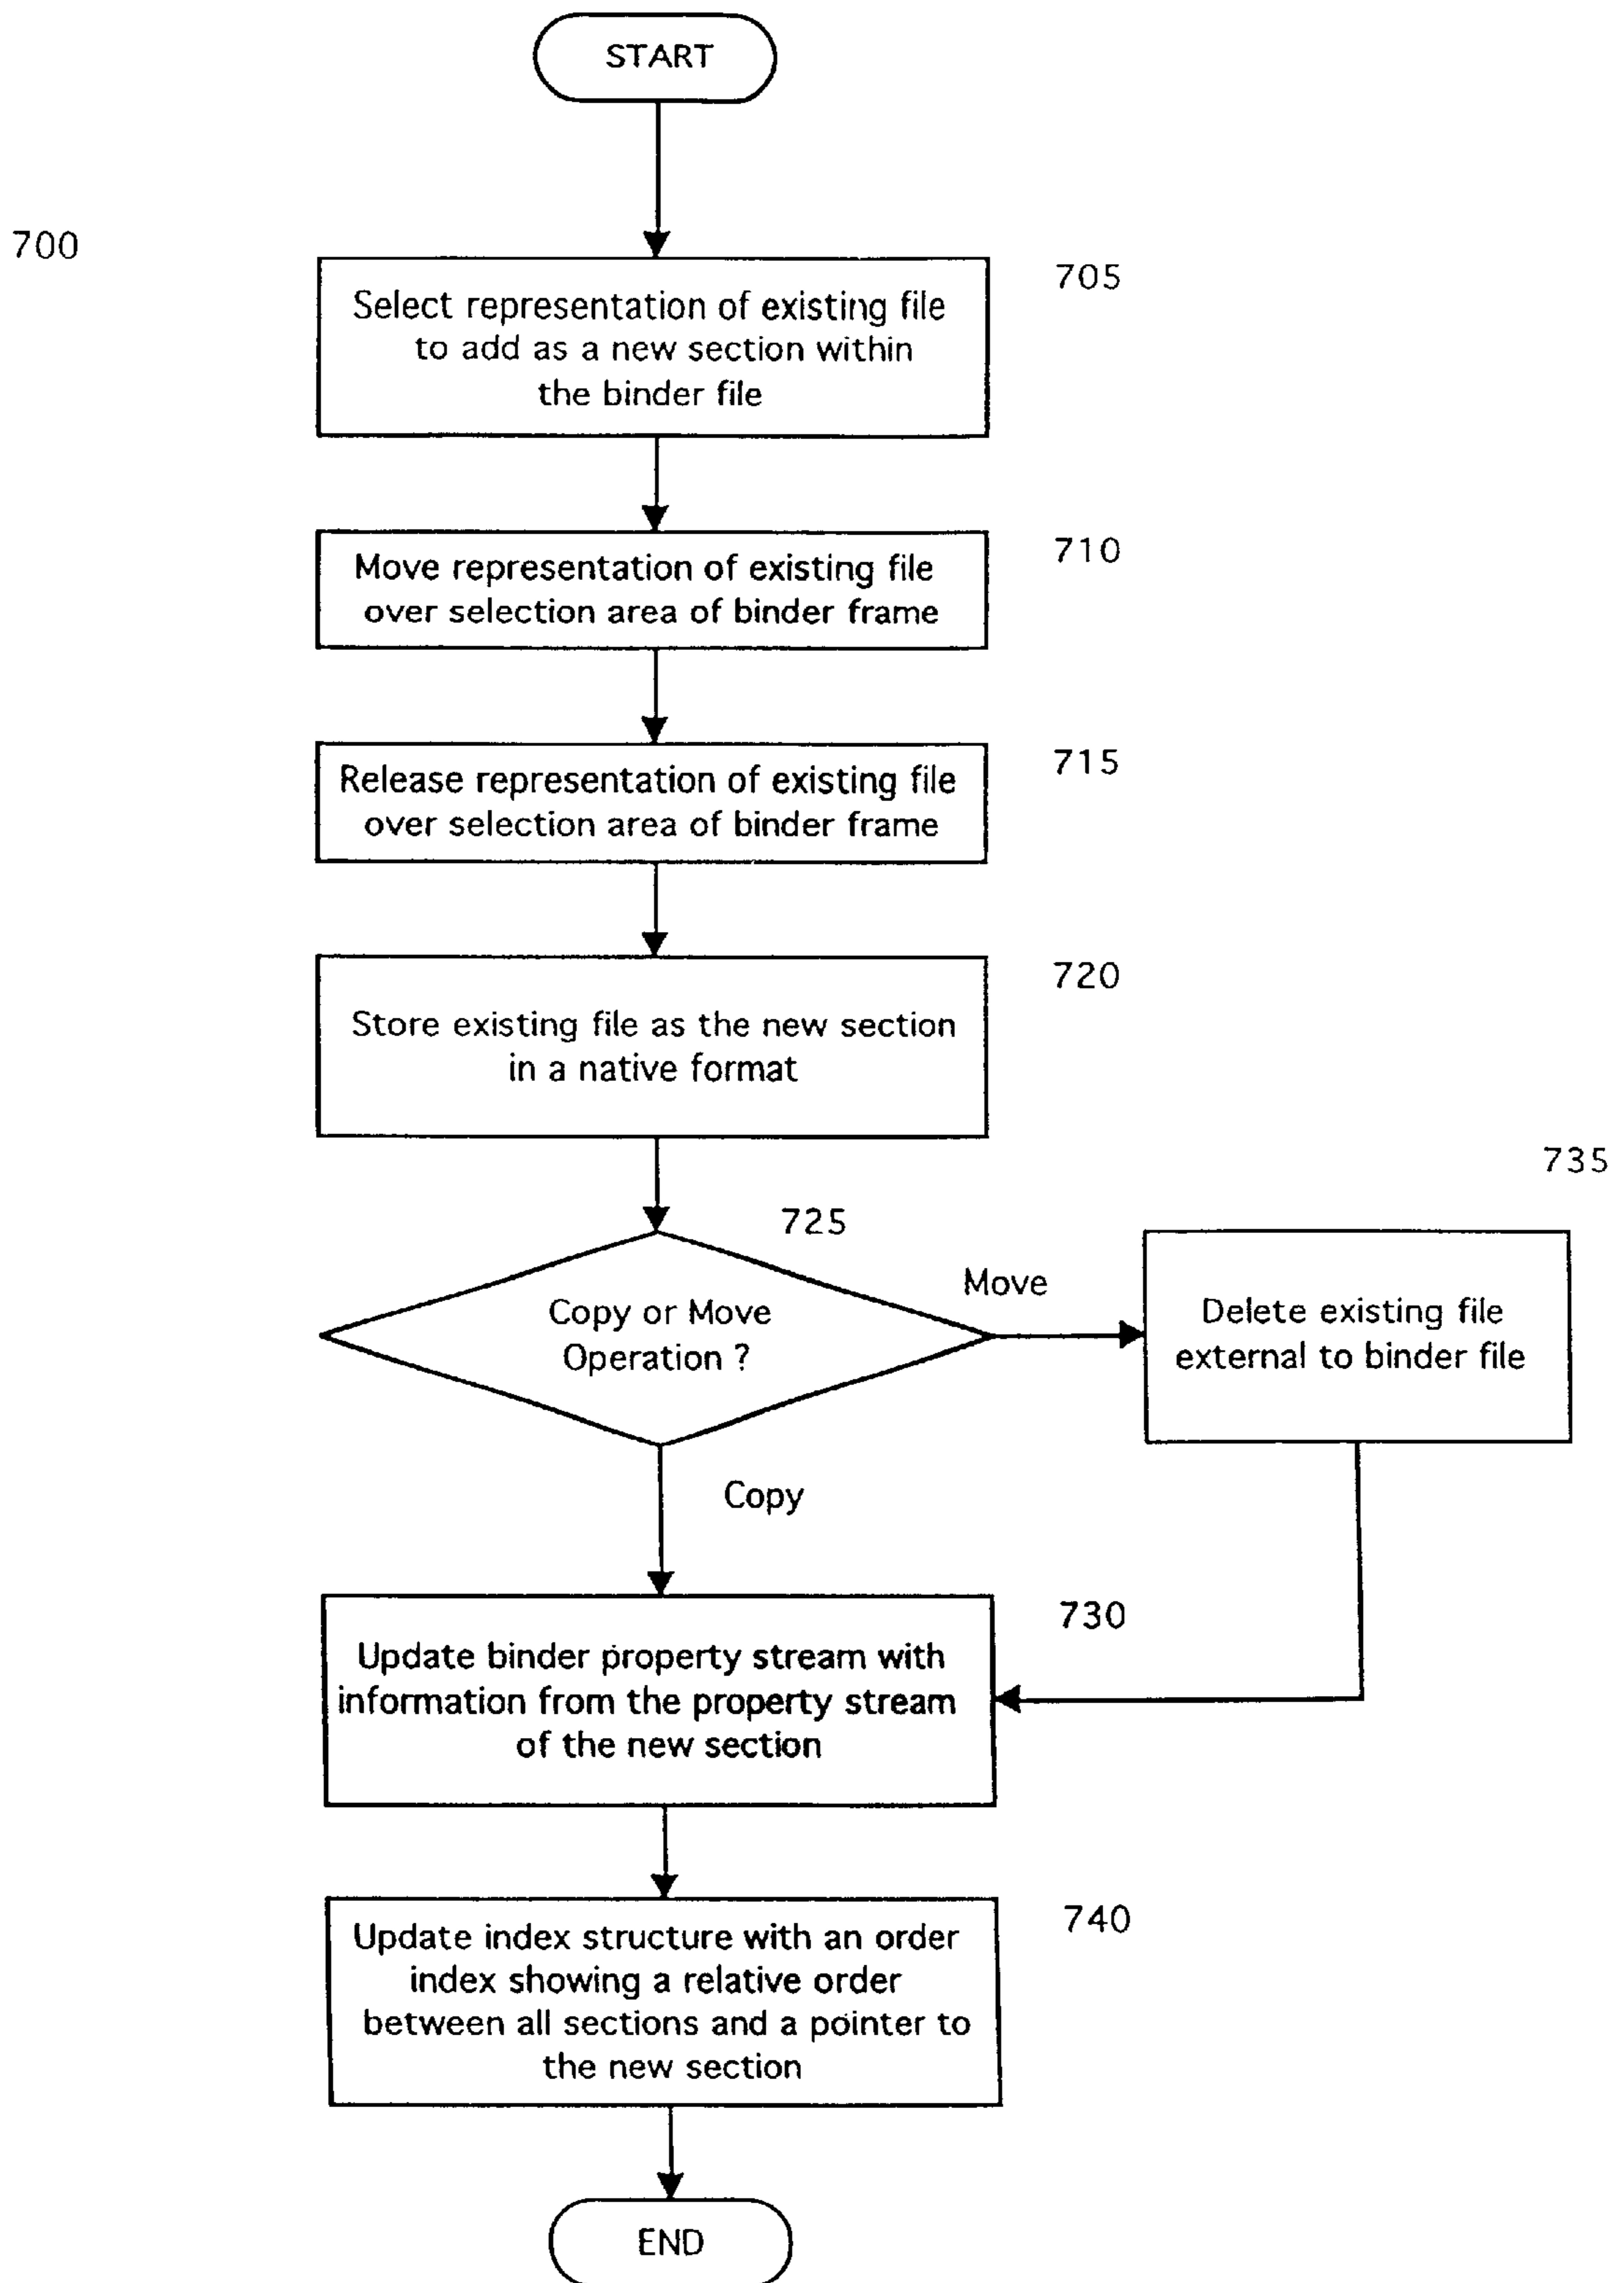 START
700
705
Select representation of existing file
to add as a new section within
the binder file
710
Move representation of existing file
over selection area of binder frame
715
Release representation of existing file
over selection area of binder frame
720
Store existing file as the new section
in a native format
725
Copy or Move
Operation ?
Move
735
Delete existing file
external to binder file
Copy
730
Update binder property stream with
information from the property stream
of the new section
740
Update index structure with an order
index showing a relative order
between all sections and a pointer to
the new section
END